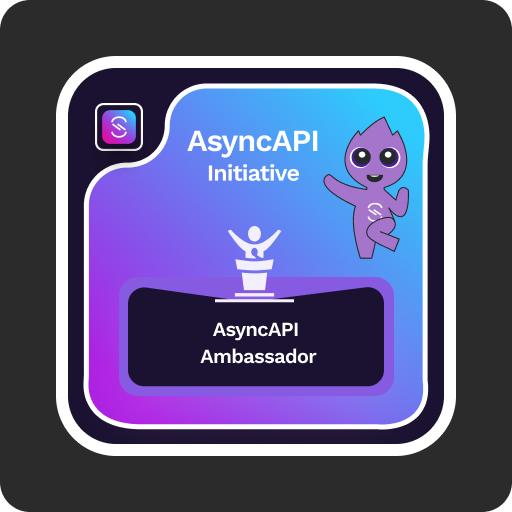 AsyncAPI
Initiative
AsyncAPI
Ambassador